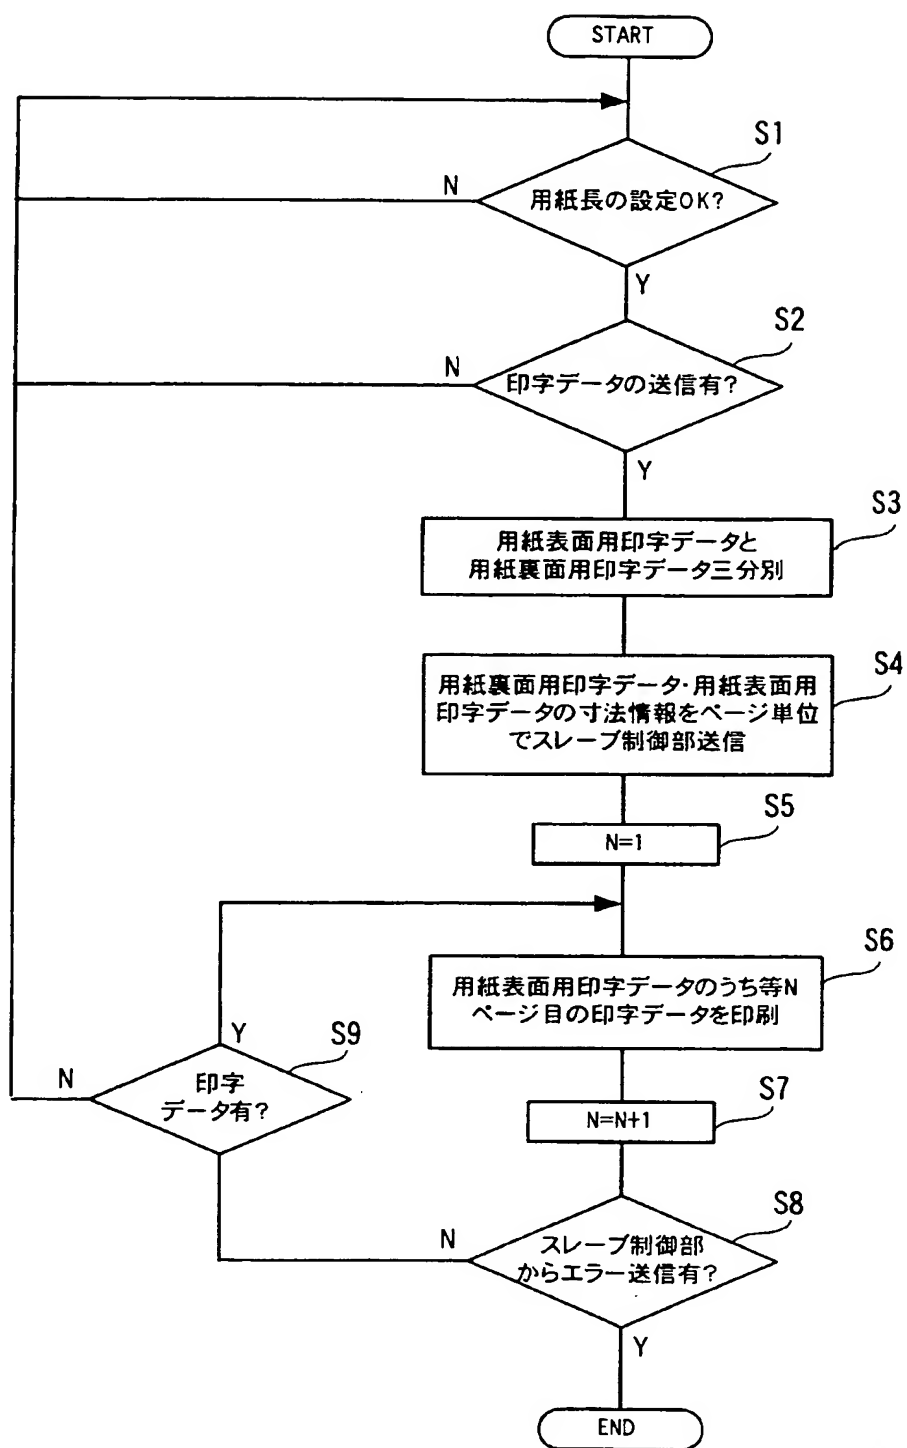 START
S1
N
用紙長の設定OK?
Y
S2
N
印字データの送信有?
Y
S3
用紙表面用印字データと
用紙裏面用印字データ三分別
S4
用紙裏面用印字データ・用紙表面用
印字データの寸法情報をページ単位
でスレーブ制御部送信
S5
N=1
S6
用紙表面用印字データのうち等N
ページ目の印字データを印刷
Y
S9
N
印字
データ有?
S7
N=N+1
S8
N
スレーブ制御部
からエラー送信有?
Y
END